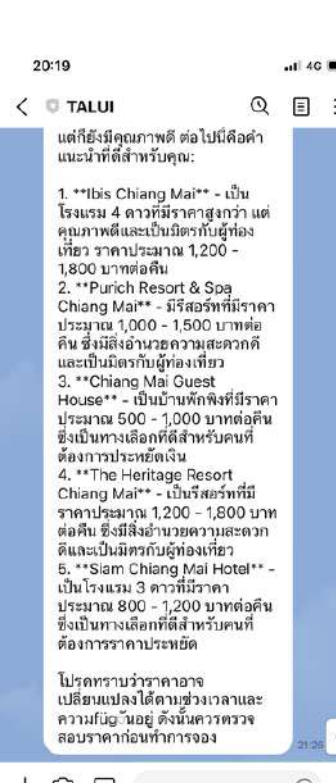 20:19
4G
TALUI
แต่ก็ยังมีคุณภาพดี ต่อไปนี้คือคำ
แนะนำที่ดีสำหรับคุณ:
1. **Ibis Chiang Mai** - เป็น
โรงแรม 4 ดาวที่มีราคาสูงกว่า แต่
คุณภาพดีและเป็นมิตรกับผู้ท่อง
เที่ยว ราคาประมาณ 1,200 -
1,800 บาทต่อคืน
2. **Purich Resort & Spa
Chiang Mai** - มีรีสอร์ทที่มีราคา
ประมาณ 1,000 - 1,500 บาทต่อ
คืน ซึ่งมีสิ่งอำนวยความสะดวกดี
และเป็นมิตรกับผู้ท่องเที่ยว
3. **Chiang Mai Guest
House** - เป็นบ้านพักพิงที่มีราคา
ประมาณ 500 - 1,000 บาทต่อคืน
ซึ่งเป็นทางเลือกที่ดีสำหรับคนที่
ต้องการประหยัดเงิน
4. **The Heritage Resort
Chiang Mai** - เป็นรีสอร์ทที่มี
ราคาประมาณ 1,200 - 1,800 บาท
ต่อคืน ซึ่งมีสิ่งอำนวยความสะดวก
ดีและเป็นมิตรกับผู้ท่องเที่ยว
5. **Siam Chiang Mai Hotel** -
เป็นโรงแรม 3 ดาวที่มีราคา
ประมาณ 800 - 1,200 บาทต่อคืน
ซึ่งเป็นทางเลือกที่ดีสำหรับคนที่
ต้องการราคาประหยัด
โปรดทราบว่าราคาอาจ
เปลี่ยนแปลงได้ตามช่วงเวลาและ
ดังนั้นควรตรวจ
สอบราคาก่อนทำการจอง
21:26